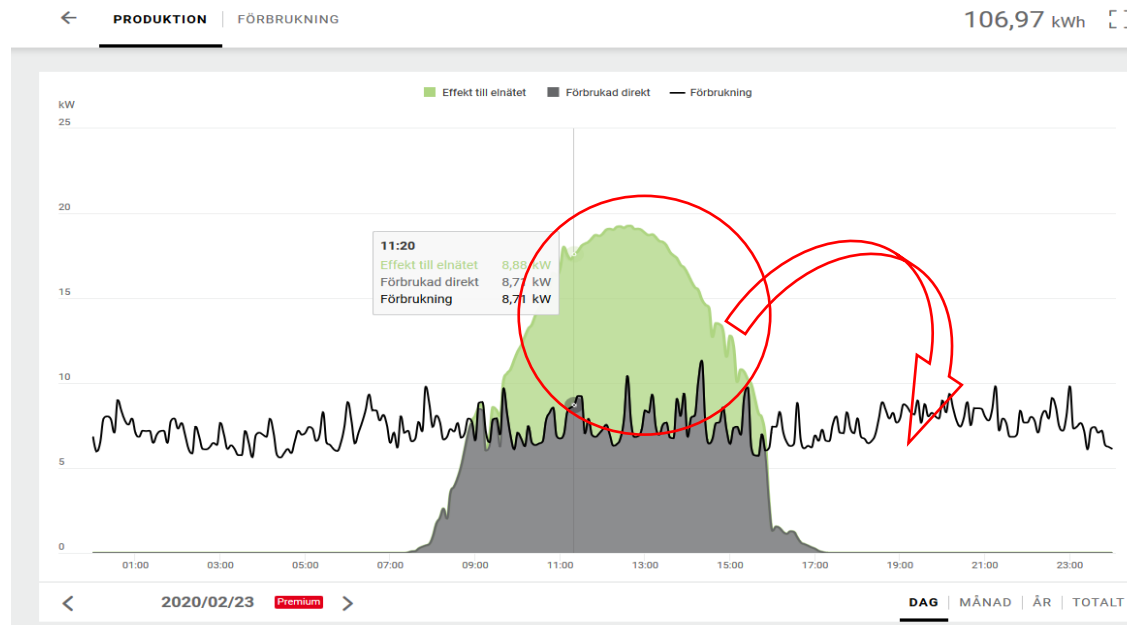 PRODUKTION FÖRBRUKNING 106,97 kWh
Effekt till elnätet Förbrukad direkt Förbrukning
kW
25
20
11:20
Effekt till elnätet 8,88 kW
Förbrukad direkt 8,71 kW
Förbrukning 8,71 kW
15
10
5
0
01:00 03:00 05:00 07:00 09:00 11:00 13:00 15:00 17:00 19:00 21:00 23:00
2020/02/23 Premium DAG MÅNAD ÅR TOTALT